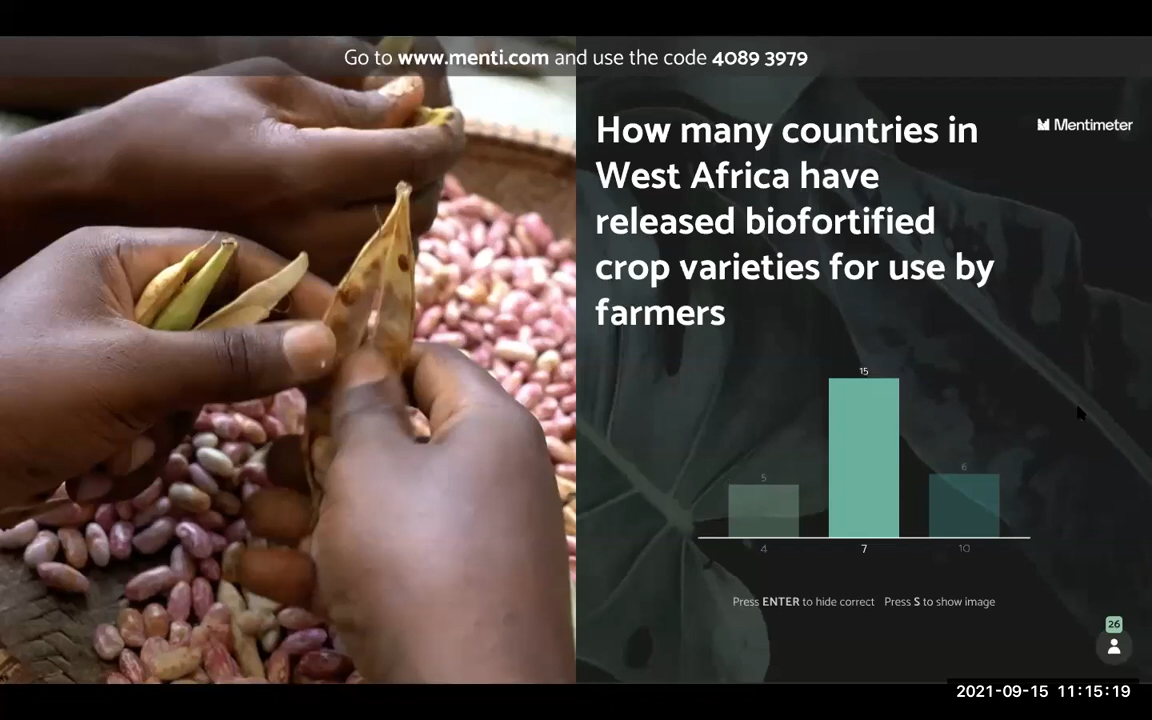 Go to www.menti.com and use the code 4089 3979
How many countries in
West Africa have
released biofortified
crop varieties for use by
farmers
Mentimeter
15
5
6
4
7
10
Press ENTER to hide correct Press S to show image
26
2021-09-15 11:15:19